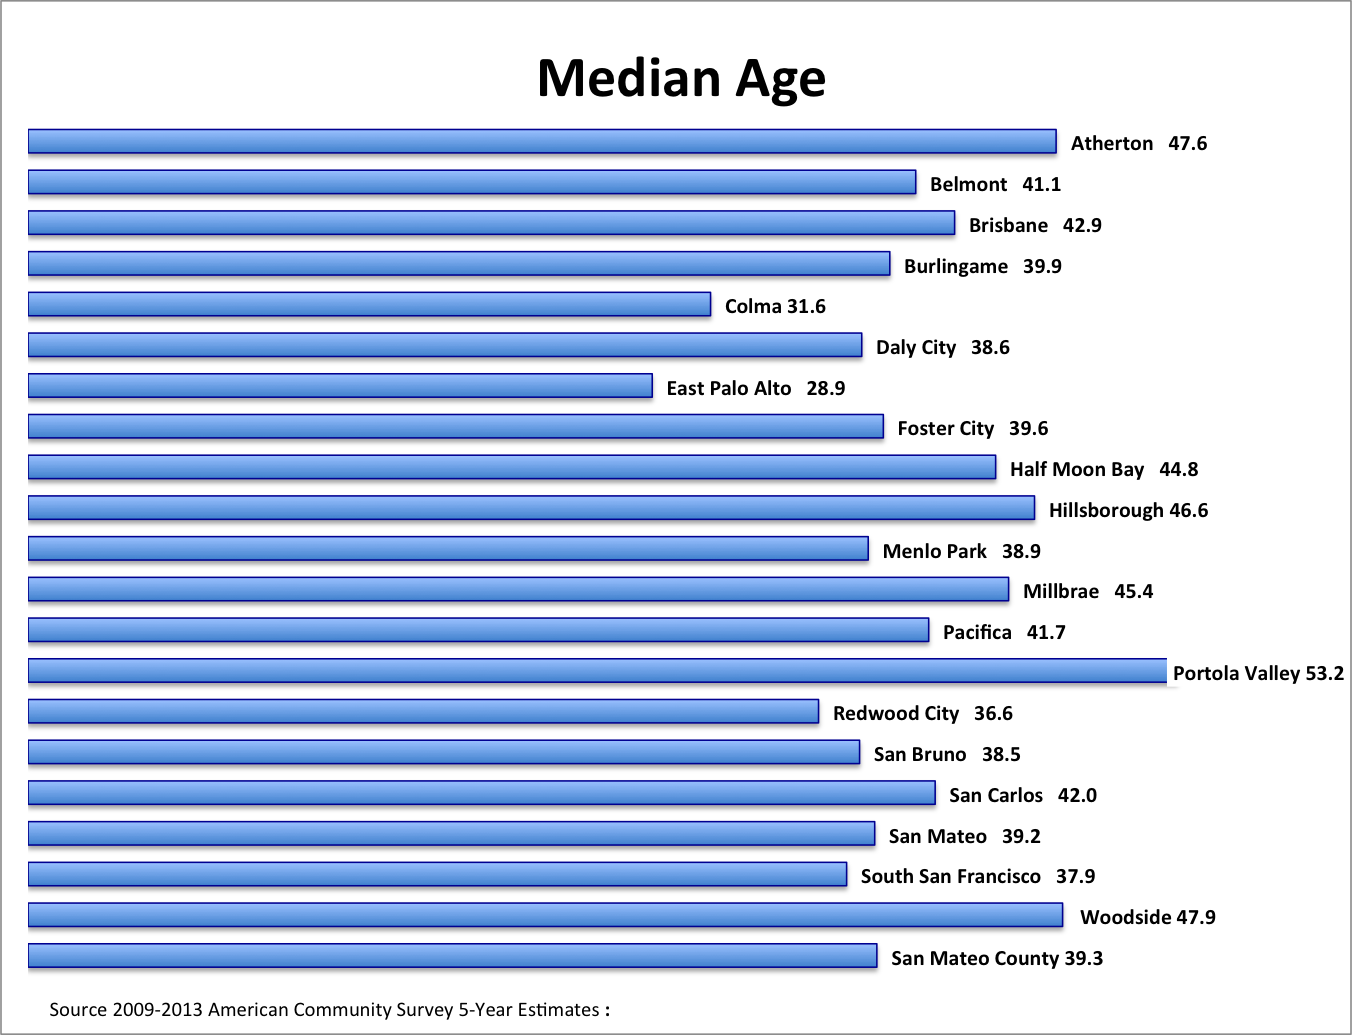 Median Age
Atherton 47.6
Belmont 41.1
Brisbane 42.9
Burlingame 39.9
Colma 31.6
Daly City 38.6
East Palo Alto 28.9
Foster City 39.6
Half Moon Bay 44.8
Hillsborough 46.6
Menlo Park 38.9
Millbrae 45.4
Pacifica 41.7
Portola Valley 53.2
Redwood City 36.6
San Bruno 38.5
San Carlos 42.0
San Mateo 39.2
South San Francisco 37.9
Woodside 47.9
San Mateo County 39.3
Source 2009-2013 American Community Survey 5-Year Estimates :